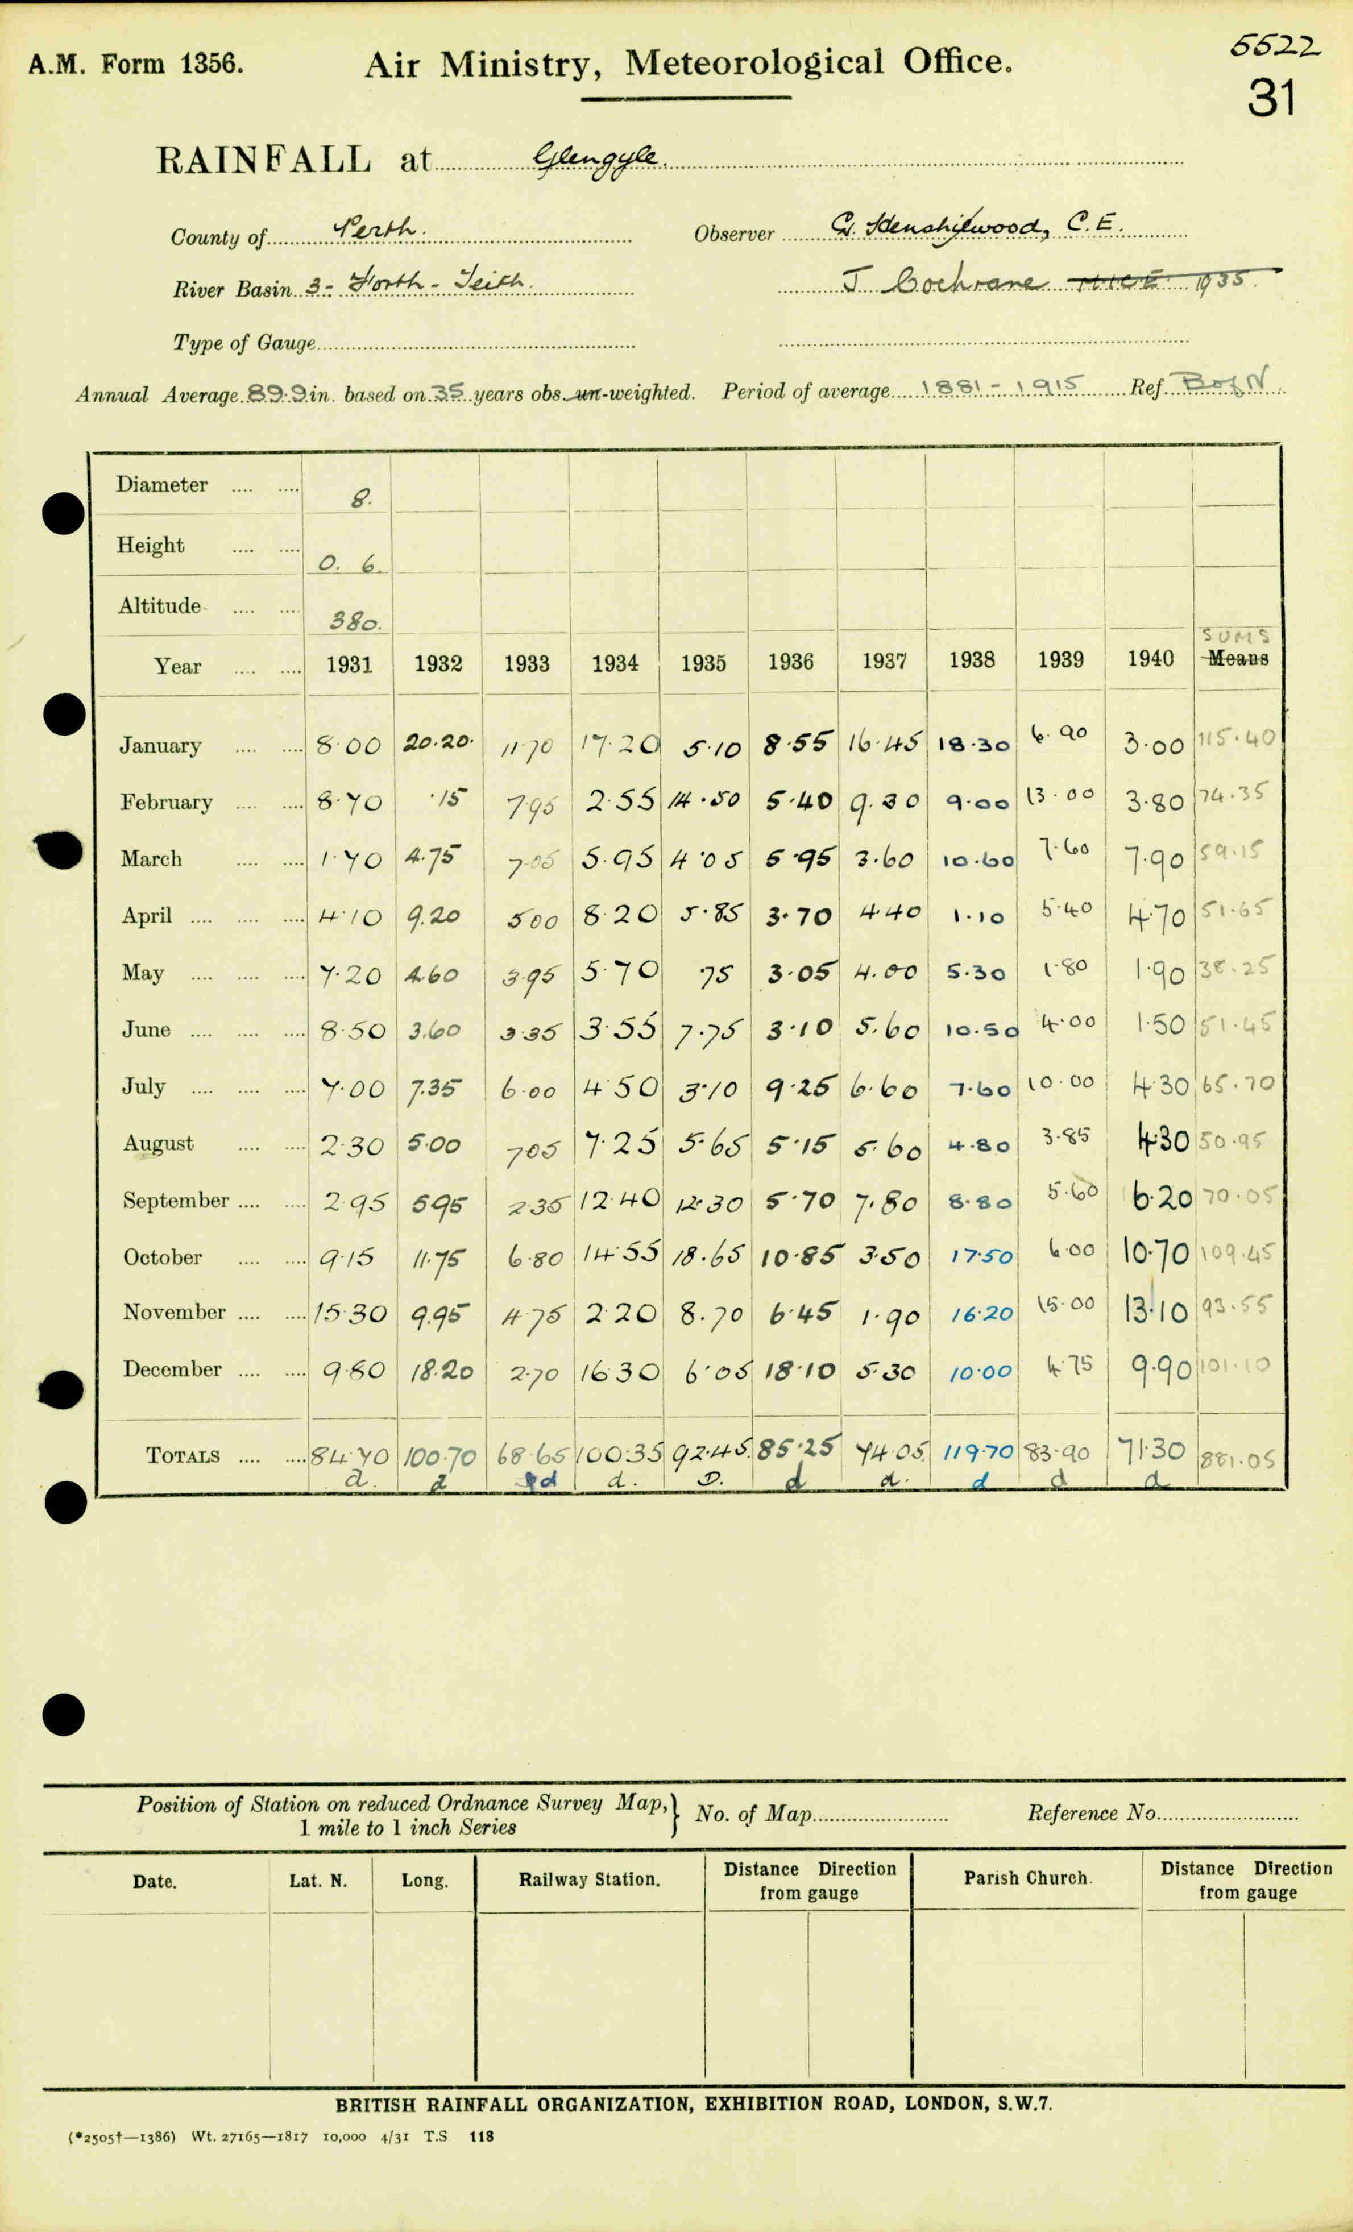 5522
A.M. Form 1356. Air Ministry, Meteorological Office.
31
RAINFALL at Glengyle.
County of Perth. Observer G. Henshilwood, C.E.
River Basin 3- Forth - Teith. J Cochrane M.I.C.E. 1935.
Type of Gauge
Annual Average 89.9 in. based on 35 years obs. un-weighted. Period of average 1881-1915 Ref. B of N
Diameter .... .... 8.
Height .... .... 0. 6.
Altitude .... .... 380.
SUMS
Year .... .... 1931 1932 1933 1934 1935 1936 1937 1938 1939 1940 Means
January .... .... 8.00 20.20. 11.70 17.20 5.10 8.55 16.45 18.30 6.90 3.00 115.40
February .... .... 8.70 .15 7.95 2.55 14.50 5.40 9.30 9.00 13.00 3.80 74.35
March .... .... 1.70 4.75 7.05 5.95 4.05 5.95 3.60 10.60 7.60 7.90 59.15
April .... .... .... 4.10 9.20 5.00 8.20 5.85 3.70 4.40 1.10 5.40 4.70 51.65
May .... .... .... 7.20 4.60 3.95 5.70 .75 3.05 4.00 5.30 1.80 1.90 38.25
June .... .... .... 8.50 3.60 3.35 3.55 7.75 3.10 5.60 10.50 4.00 1.50 51.45
July .... .... .... 7.00 7.35 6.00 4.50 3.10 9.25 6.60 7.60 10.00 4.30 65.70
August .... .... 2.30 5.00 7.05 7.25 5.65 5.15 5.60 4.80 3.85 4.30 50.95
September .... .... 2.95 5.95 2.35 12.40 12.30 5.70 7.80 8.80 5.60 6.20 70.05
October .... .... 9.15 11.75 6.80 14.55 18.65 10.85 3.50 17.50 6.00 10.70 109.45
November .... .... 15.30 9.95 4.75 2.20 8.70 6.45 1.90 16.20 15.00 13.10 93.55
December .... .... 9.80 18.20 2.70 16.30 6.05 18.10 5.30 10.00 4.75 9.90 101.10
TOTALS .... .... 84.70 100.70 68.65 100.35 92.45. 85.25 74.05. 119.70 83.90 71.30 881.05
d. d d d. D. d d. d d d
Position of Station on reduced Ordnance Survey Map,} No. of Map Reference No.
1 mile to 1 inch Series
Date. Lat. N. Long. Railway Station. Distance Direction from gauge Parish Church. Distance Direction from gauge
BRITISH RAINFALL ORGANIZATION, EXHIBITION ROAD, LONDON, S.W.7.
(*2505†—1386) Wt. 27165—1817 10,000 4/31 T.S 118